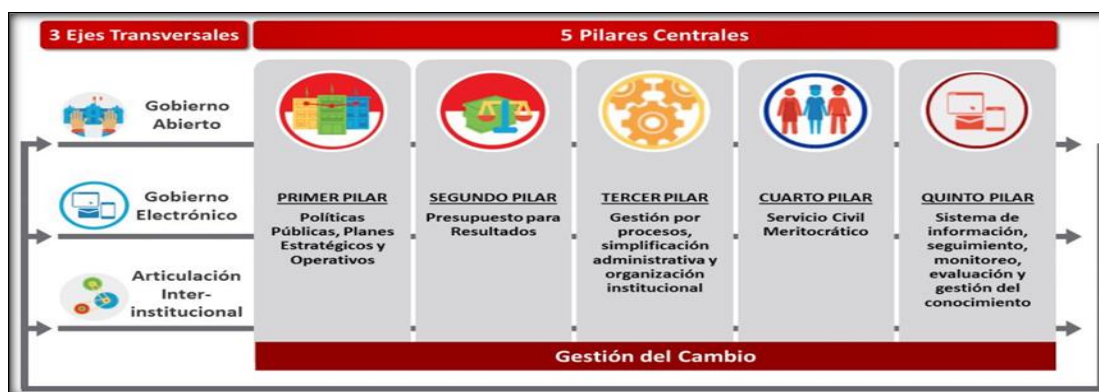 3 Ejes Transversales
5 Pilares Centrales
Gobierno
Abierto
Gobierno
Electrónico
Articulación
Inter-
institucional
PRIMER PILAR
Políticas
Públicas, Planes
Estratégicos y
Operativos
SEGUNDO PILAR
Presupuesto para
Resultados
TERCER PILAR
Gestión por
procesos,
simplificación
administrativa y
organización
institucional
CUARTO PILAR
Servicio Civil
Meritocrático
QUINTO PILAR
Sistema de
información,
seguimiento,
monitoreo,
evaluación y
gestión del
conocimiento
Gestión del Cambio